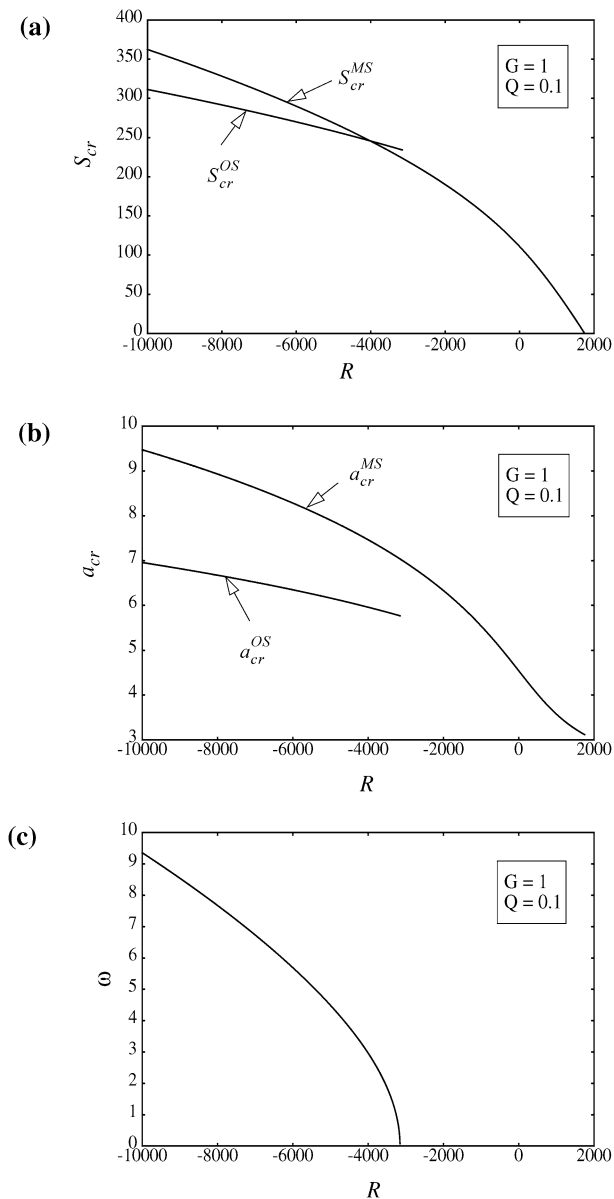 (a)
400
350
300
250
200
150
100
50
0
S_cr
S_cr^MS
S_cr^OS
G = 1
Q = 0.1
-10000 -8000 -6000 -4000 -2000 0 2000
R
(b)
10
9
8
7
6
5
4
3
a_cr
a_cr^MS
a_cr^OS
G = 1
Q = 0.1
-10000 -8000 -6000 -4000 -2000 0 2000
R
(c)
10
9
8
7
6
5
4
3
2
1
0
ω
G = 1
Q = 0.1
-10000 -8000 -6000 -4000 -2000 0 2000
R